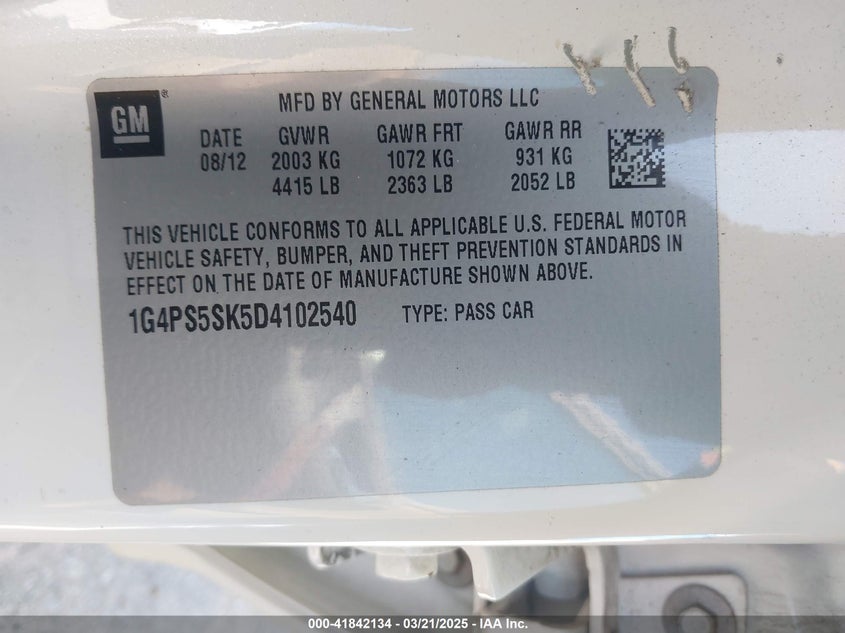 GM
®
MFD BY GENERAL MOTORS LLC
DATE GVWR GAWR FRT GAWR RR
08/12 2003 KG 1072 KG 931 KG
4415 LB 2363 LB 2052 LB
THIS VEHICLE CONFORMS TO ALL APPLICABLE U.S. FEDERAL MOTOR
VEHICLE SAFETY, BUMPER, AND THEFT PREVENTION STANDARDS IN
EFFECT ON THE DATE OF MANUFACTURE SHOWN ABOVE.
1G4PS5SK5D4102540 TYPE: PASS CAR
000-41842134 - 03/21/2025 - IAA Inc.